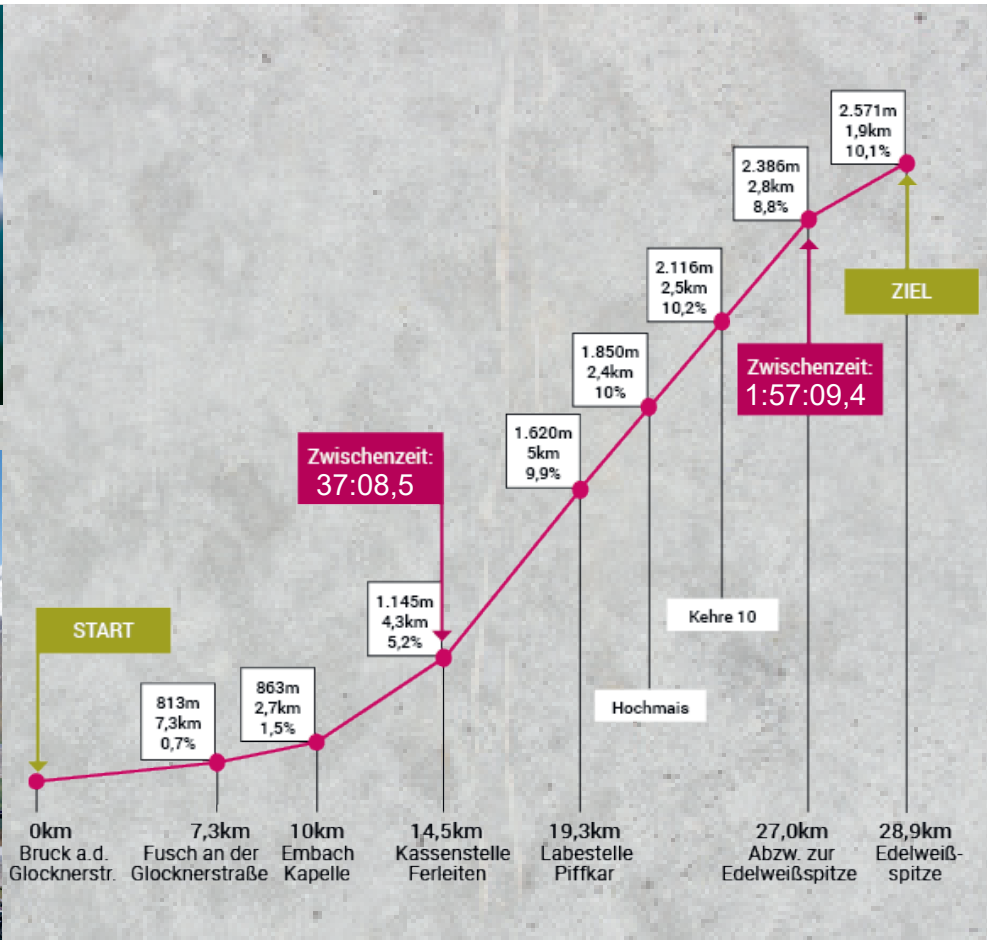 2.571m
1,9km
10,1%
2.386m
2,8km
8,8%
ZIEL
2.116m
2,5km
10,2%
1.850m
2,4km
10%
Zwischenzeit:
1:57:09,4
1.620m
5km
9,9%
Zwischenzeit:
37:08,5
1.145m
4,3km
5,2%
START
Kehre 10
863m
2,7km
1,5%
813m
7,3km
0,7%
Hochmais
0km
Bruck a.d.
Glocknerstr.
7,3km
Fusch an der
Glocknerstraße
10km
Embach
Kapelle
14,5km
Kassenstelle
Ferleiten
19,3km
Labestelle
Piffkar
27,0km
Abzw. zur
Edelweißspitze
28,9km
Edelweiß-
spitze